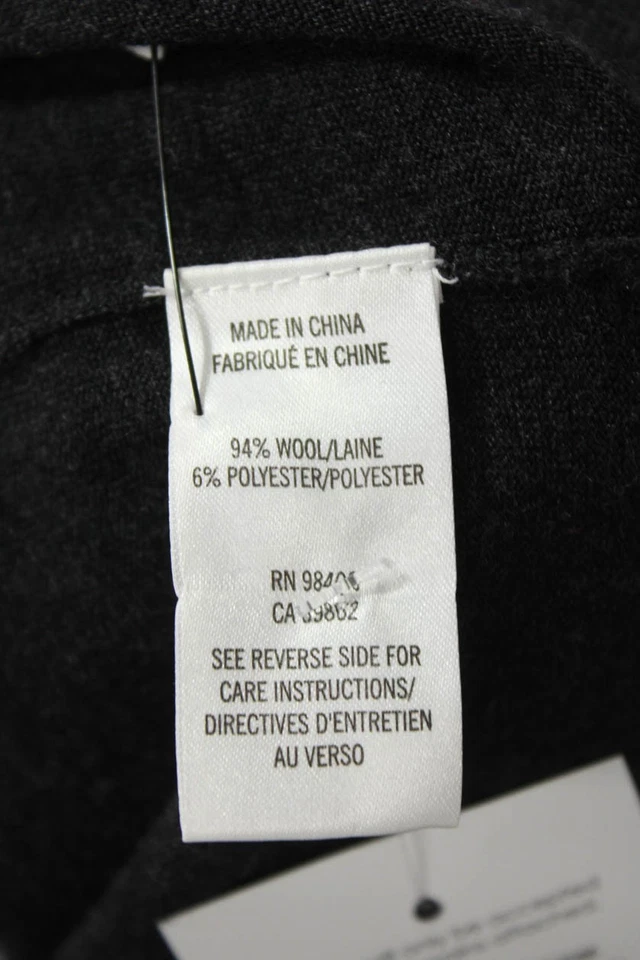 MADE IN CHINA
FABRIQUÉ EN CHINE
94% WOOL/LAINE
6% POLYESTER/POLYESTER
RN
CA
SEE REVERSE SIDE FOR
CARE INSTRUCTIONS/
DIRECTIVES D'ENTRETIEN
AU VERSO